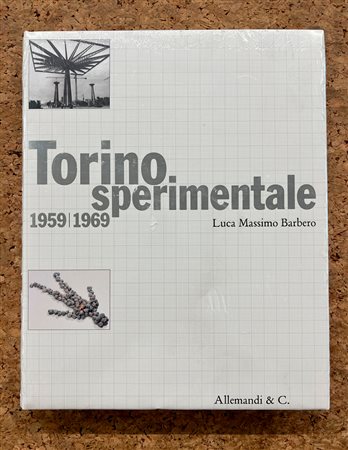 Torino
sperimentale
1959|1969
Luca Massimo Barbero
Allemandi & C.